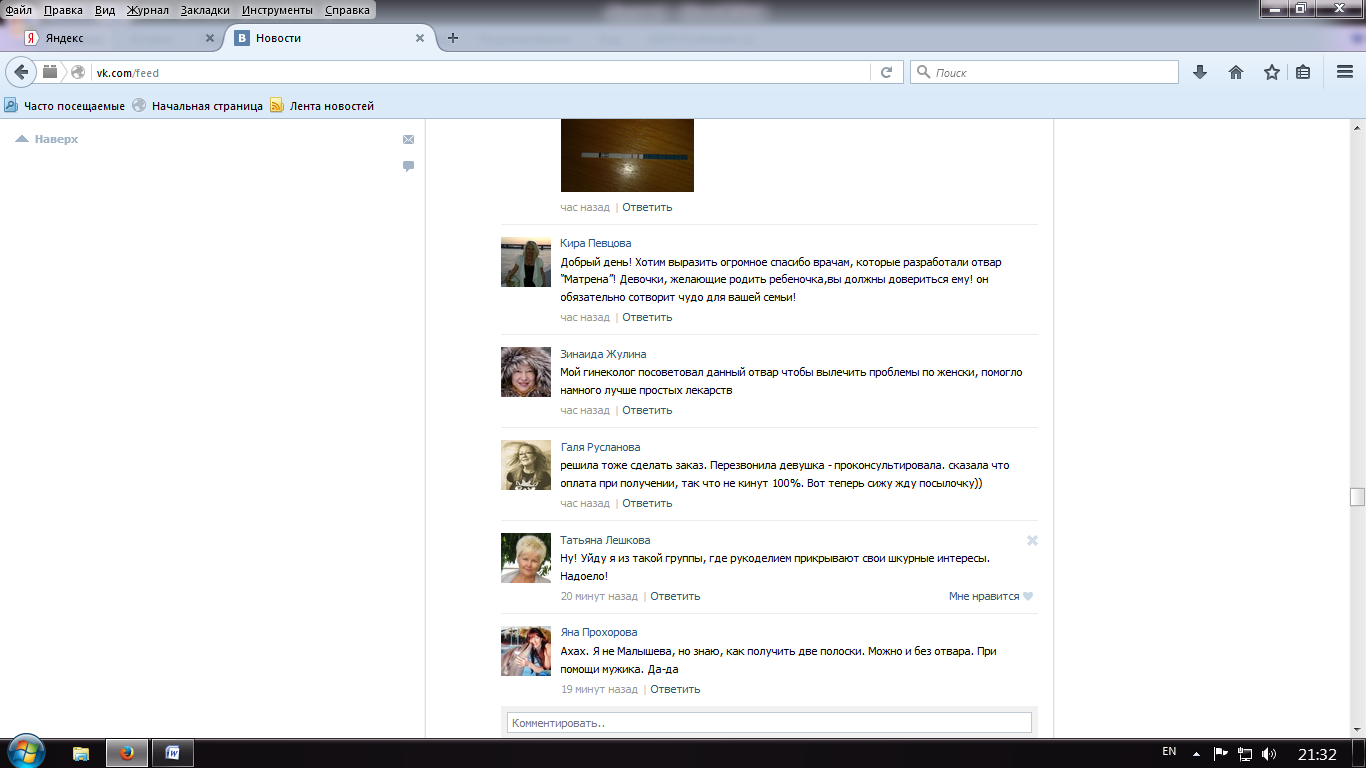 Файл Правка Вид Журнал Закладки Инструменты Справка
Я Яндекс
В Новости
vk.com/feed
Поиск
Часто посещаемые Начальная страница Лента новостей
Наверх
час назад | Ответить
Кира Певцова
Добрый день! Хотим выразить огромное спасибо врачам, которые разработали отвар
"Матрена"! Девочки, желающие родить ребеночка,вы должны довериться ему! он
обязательно сотворит чудо для вашей семьи!
час назад | Ответить
Зинаида Жулина
Мой гинеколог посоветовал данный отвар чтобы вылечить проблемы по женски, помогло
намного лучше простых лекарств
час назад | Ответить
Галя Русланова
решила тоже сделать заказ. Перезвонила девушка - проконсультировала. сказала что
оплата при получении, так что не кинут 100%. Вот теперь сижу жду посылочку))
час назад | Ответить
Татьяна Лешкова
Ну! Уйду я из такой группы, где рукоделием прикрывают свои шкурные интересы.
Надоело!
20 минут назад | Ответить
Мне нравится
Яна Прохорова
Ахах. Я не Малышева, но знаю, как получить две полоски. Можно и без отвара. При
помощи мужика. Да-да
19 минут назад | Ответить
Комментировать..
EN
21:32